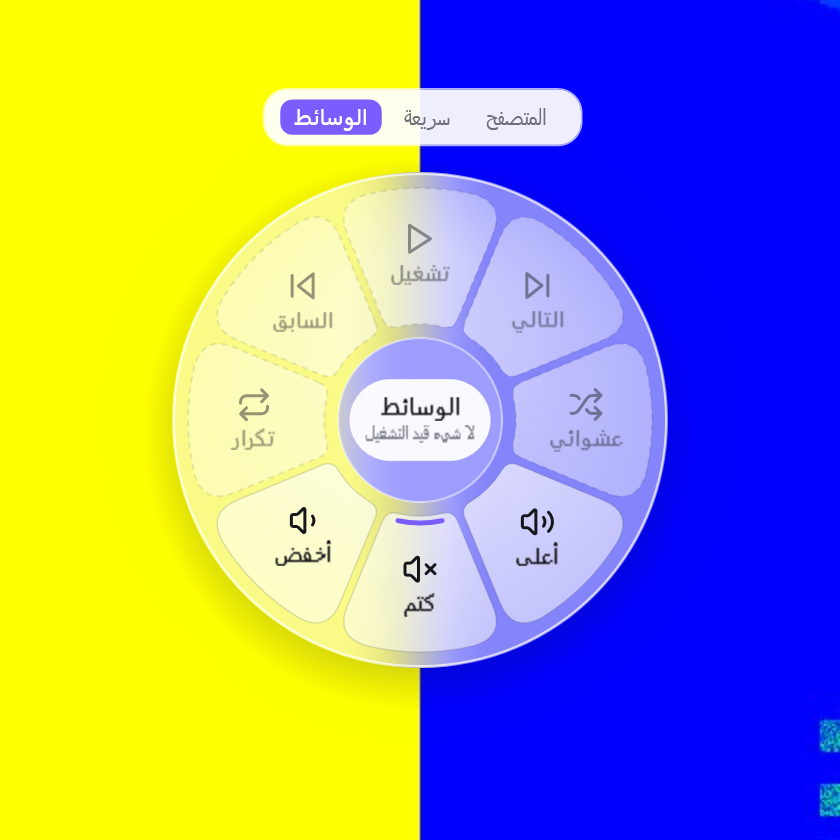 المتصفح
سريعة
الوسائط
تشغيل
التالي
السابق
عشوائي
تكرار
الوسائط
لا شيء قيد التشغيل
أعلى
أخفض
كتم